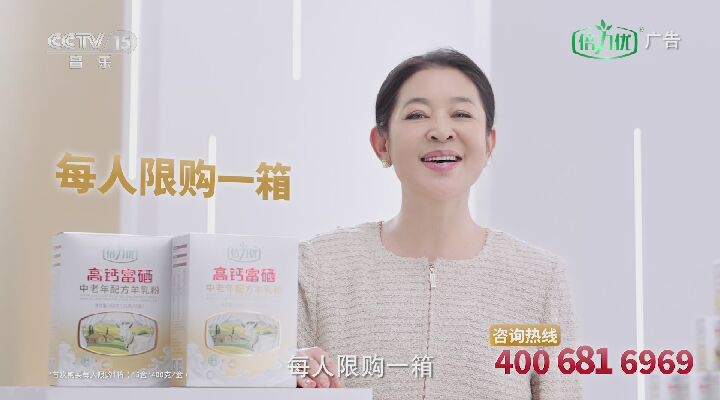 CCTV 15
音乐
倍力优
广告
每人限购一箱
倍力优
高钙富硒
中老年配方羊乳粉
倍力优
高钙富硒
中老年配方羊乳粉
每人限购一箱
咨询热线
400 681 6969